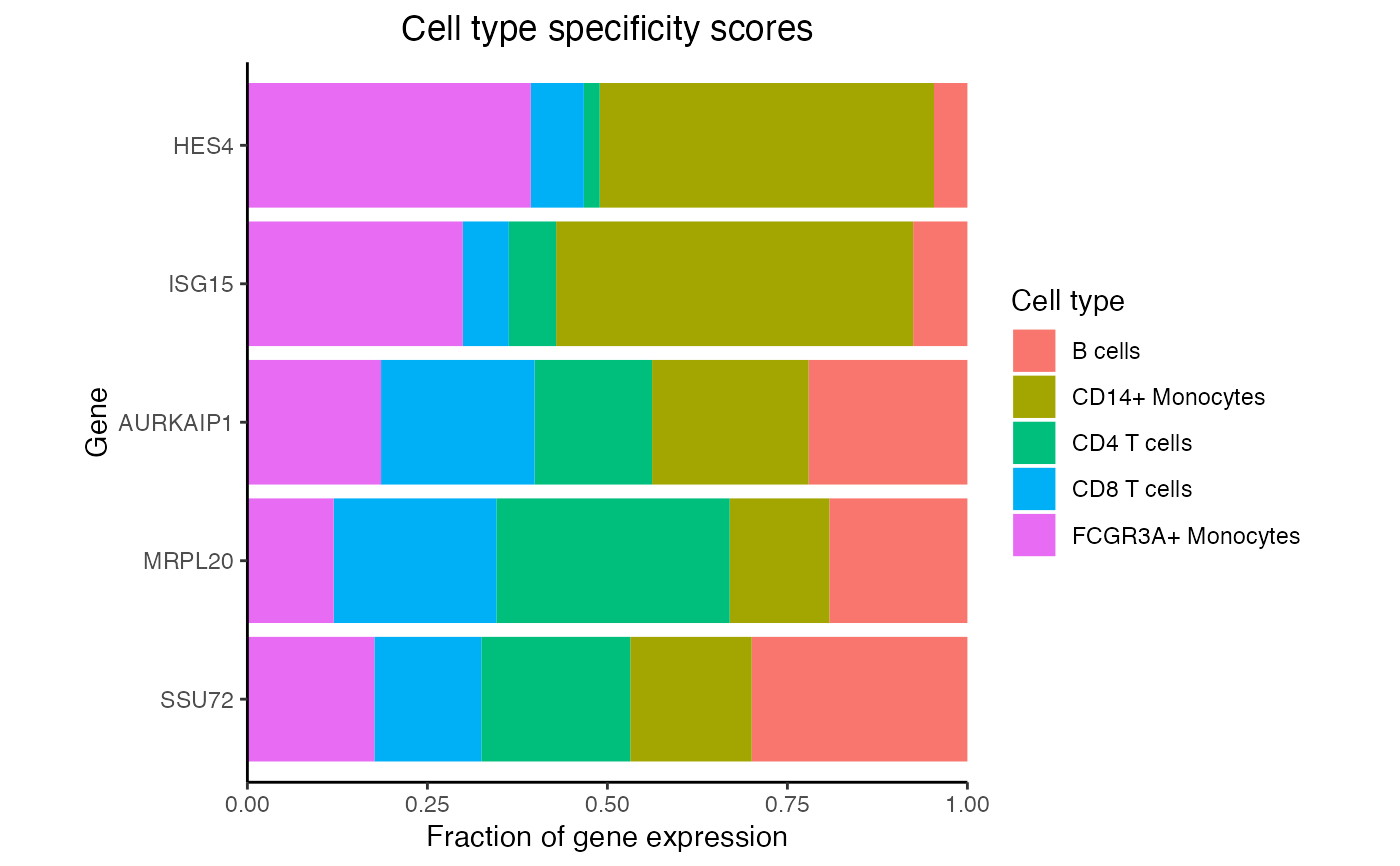 Cell type specificity scores
HES4
ISG15
AURKAIP1
MRPL20
SSU72
Gene
0.00 0.25 0.50 0.75 1.00
Fraction of gene expression
Cell type
B cells
CD14+ Monocytes
CD4 T cells
CD8 T cells
FCGR3A+ Monocytes